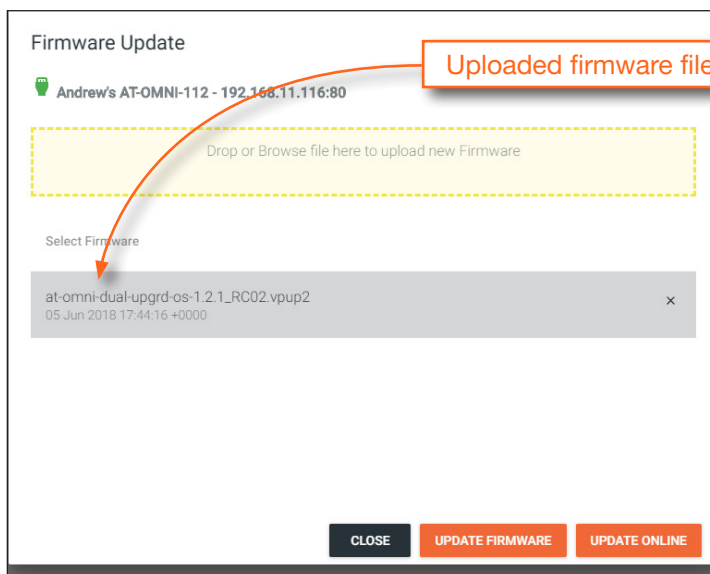 Firmware Update
Uploaded firmware file
Andrew's AT-OMNI-112 - 192.168.11.116:80
Drop or Browse file here to upload new Firmware
Select Firmware
at-omni-dual-upgrd-os-1.2.1_RC02.vpup2
×
05 Jun 2018 17:44:16 +0000
CLOSE
UPDATE FIRMWARE
UPDATE ONLINE